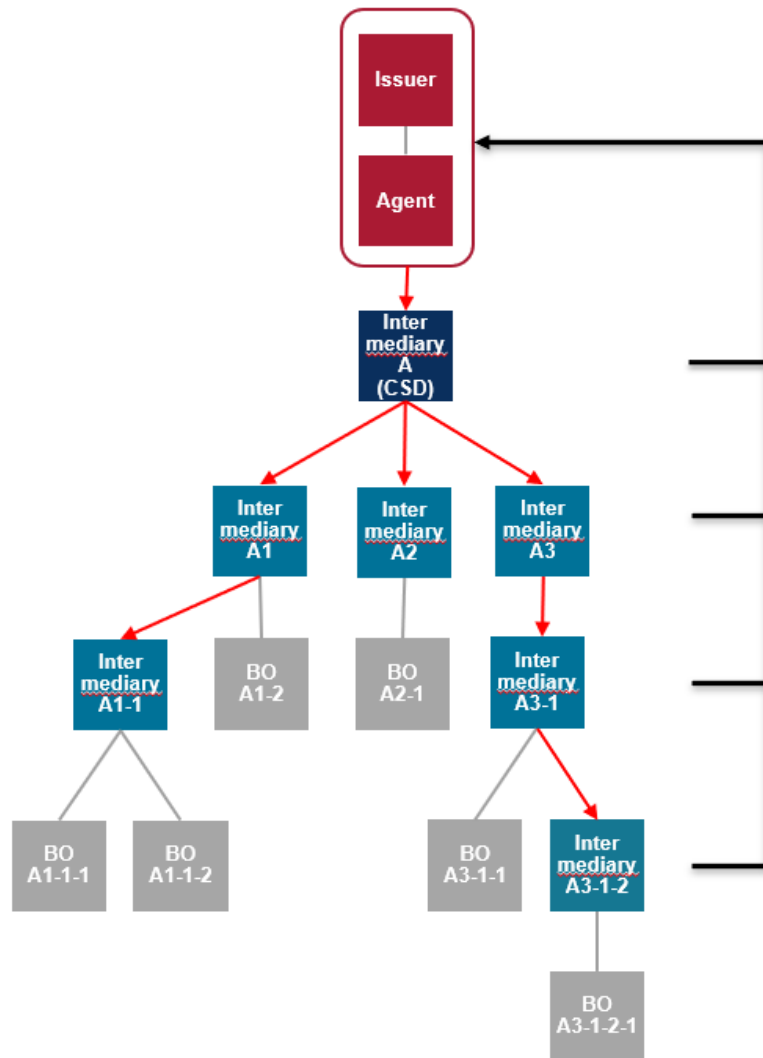 Issuer
Agent
Inter
mediary
A
(CSD)
Inter
mediary
A1
Inter
mediary
A2
Inter
mediary
A3
Inter
mediary
A1-1
BO
A1-2
BO
A2-1
Inter
mediary
A3-1
BO
A1-1-1
BO
A1-1-2
BO
A3-1-1
Inter
mediary
A3-1-2
BO
A3-1-2-1